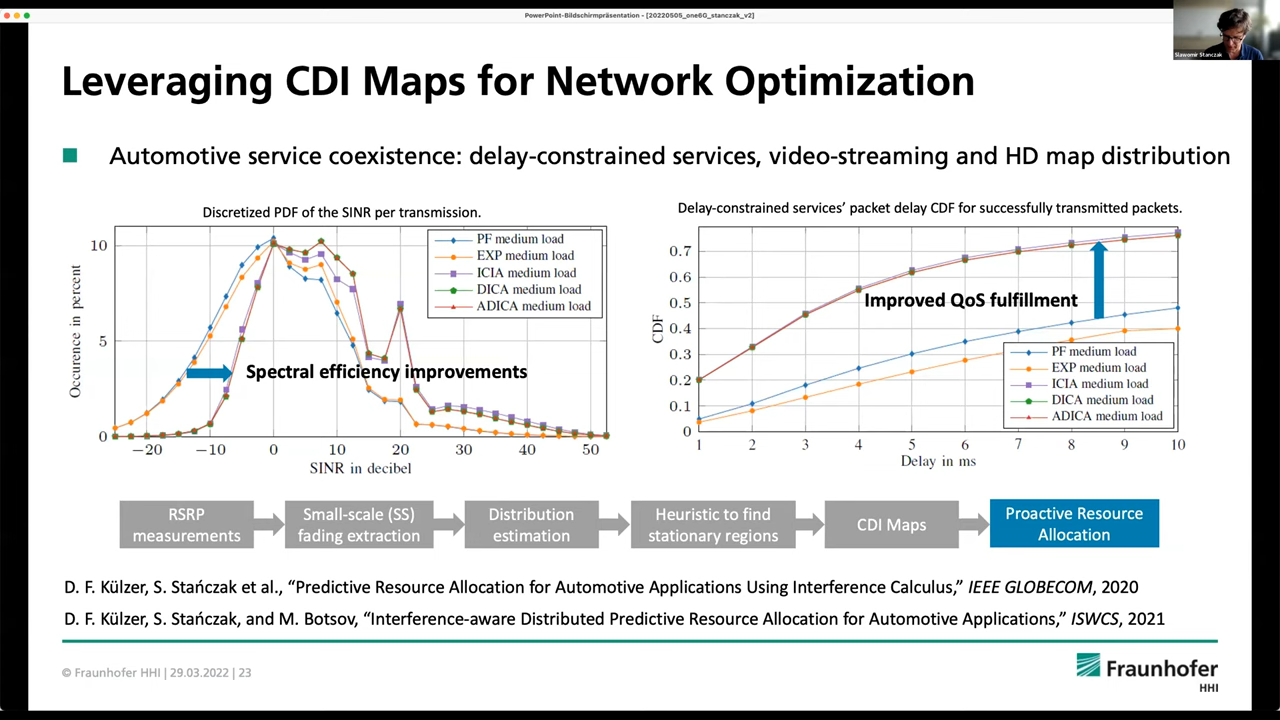 PowerPoint-Bildschirmpräsentation - [20220505_one6G_stanczak_v2]
Slawomir Stanczak
Leveraging CDI Maps for Network Optimization
Automotive service coexistence: delay-constrained services, video-streaming and HD map distribution
Discretized PDF of the SINR per transmission.
Occurence in percent
10
5
0
PF medium load
EXP medium load
ICIA medium load
DICA medium load
ADICA medium load
Spectral efficiency improvements
−20 −10 0 10 20 30 40 50
SINR in decibel
Delay-constrained services’ packet delay CDF for successfully transmitted packets.
CDF
0.7
0.6
0.5
0.4
0.3
0.2
0.1
0
Improved QoS fulfillment
PF medium load
EXP medium load
ICIA medium load
DICA medium load
ADICA medium load
1 2 3 4 5 6 7 8 9 10
Delay in ms
RSRP
measurements
Small-scale (SS)
fading extraction
Distribution
estimation
Heuristic to find
stationary regions
CDI Maps
Proactive Resource
Allocation
D. F. Külzer, S. Stańczak et al., “Predictive Resource Allocation for Automotive Applications Using Interference Calculus,” IEEE GLOBECOM, 2020
D. F. Külzer, S. Stańczak, and M. Botsov, “Interference-aware Distributed Predictive Resource Allocation for Automotive Applications,” ISWCS, 2021
© Fraunhofer HHI | 29.03.2022 | 23
Fraunhofer
HHI